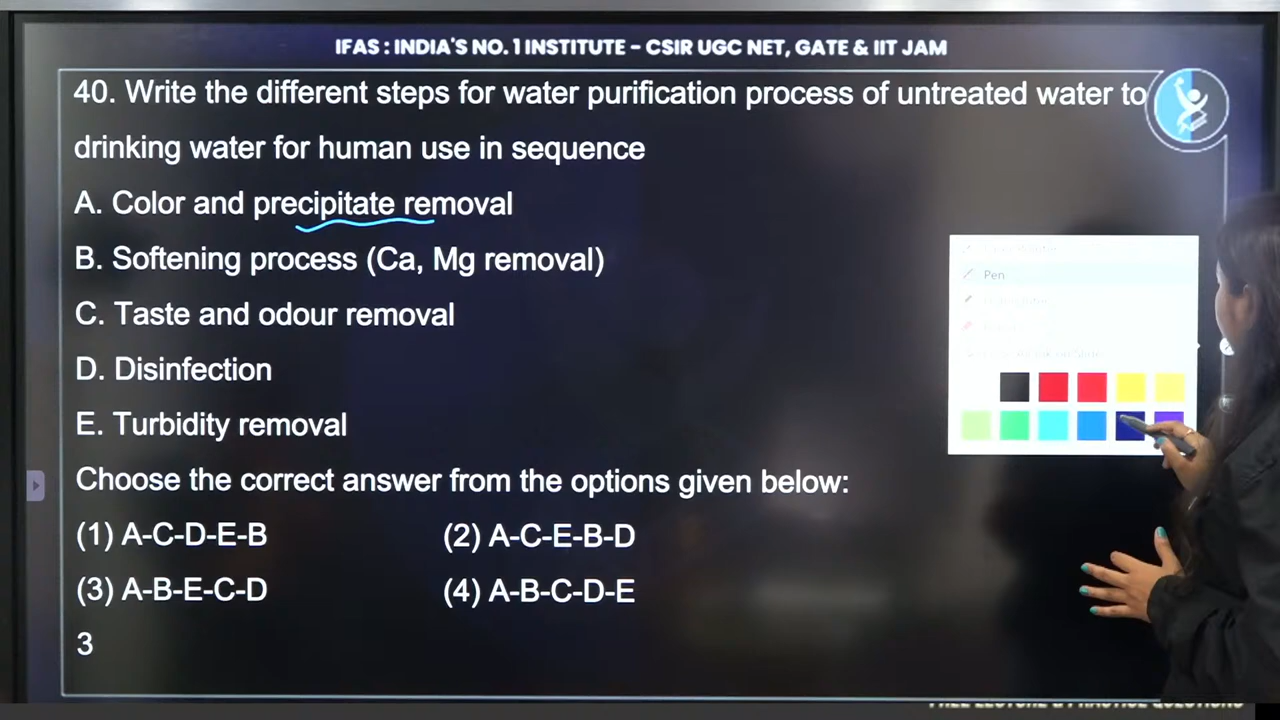 IFAS : INDIA'S NO. 1 INSTITUTE – CSIR UGC NET, GATE & IIT JAM
40. Write the different steps for water purification process of untreated water to
drinking water for human use in sequence
A. Color and precipitate removal
B. Softening process (Ca, Mg removal)
Pen
C. Taste and odour removal
D. Disinfection
E. Turbidity removal
Choose the correct answer from the options given below:
(1) A-C-D-E-B (2) A-C-E-B-D
(3) A-B-E-C-D (4) A-B-C-D-E
3